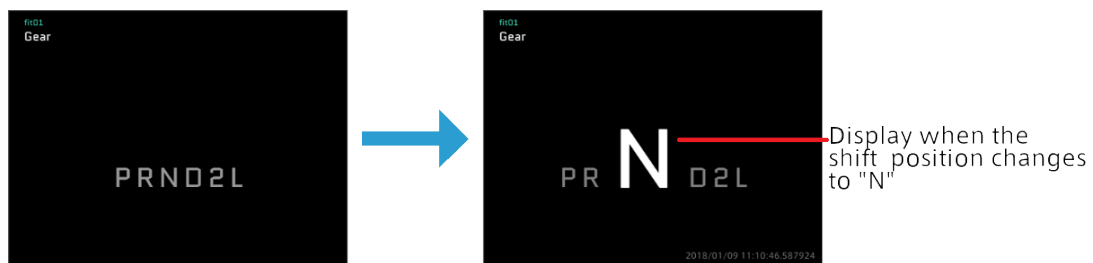 fit01
Gear
PRND2L
fit01
Gear
PR N D2L
2018/01/09 11:10:46.587924
Display when the
shift position changes
to "N"